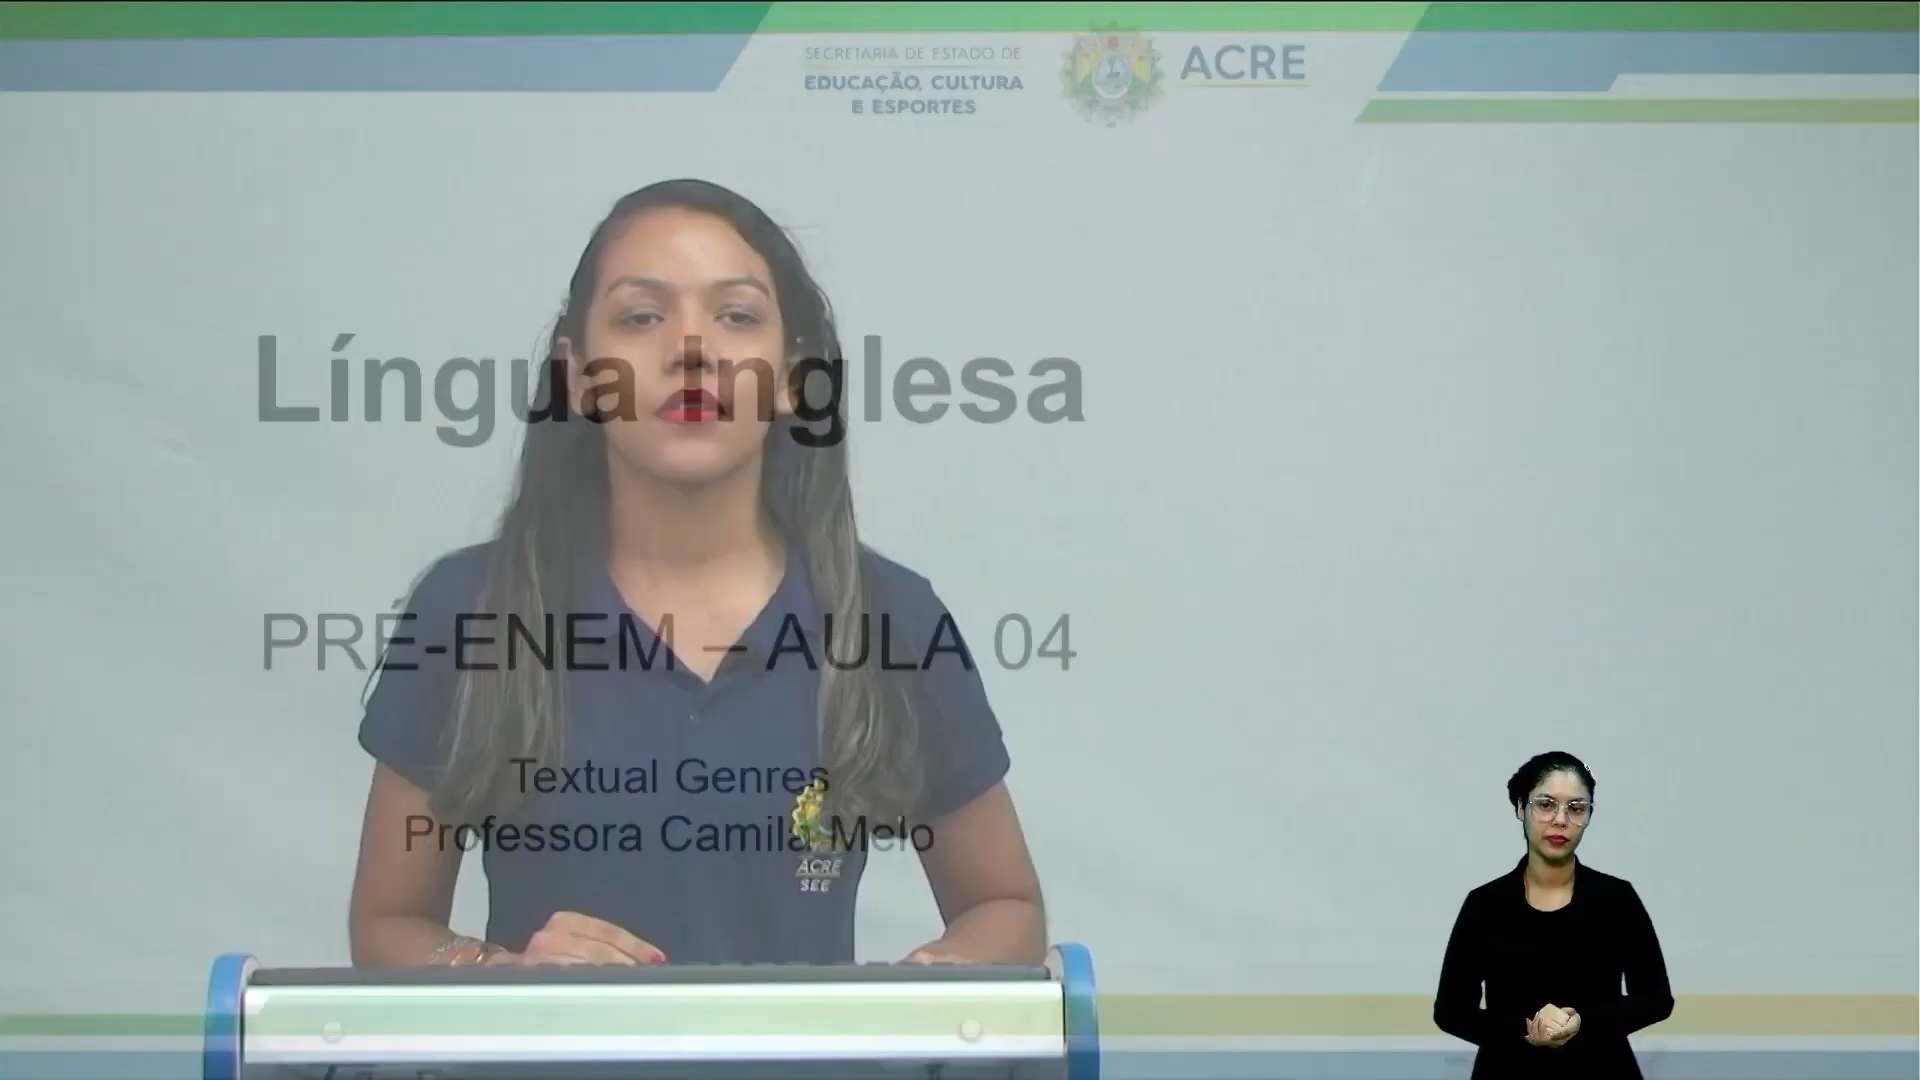 SECRETARIA DE ESTADO DE
EDUCAÇÃO, CULTURA
E ESPORTES
ACRE
Língua Inglesa
PRÉ-ENEM – AULA 04
Textual Genres
Professora Camila Melo
ACRE
SEE